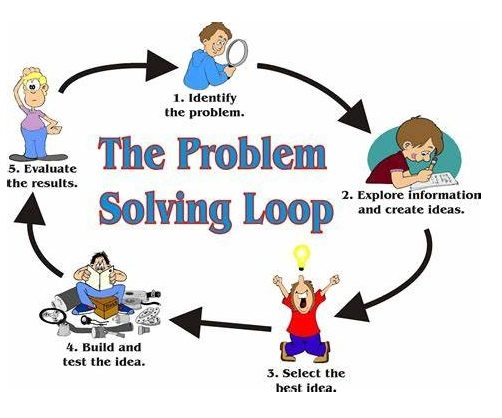 The Problem
Solving Loop
1. Identify
the problem.
2. Explore information
and create ideas.
3. Select the
best idea.
4. Build and
test the idea.
5. Evaluate
the results.